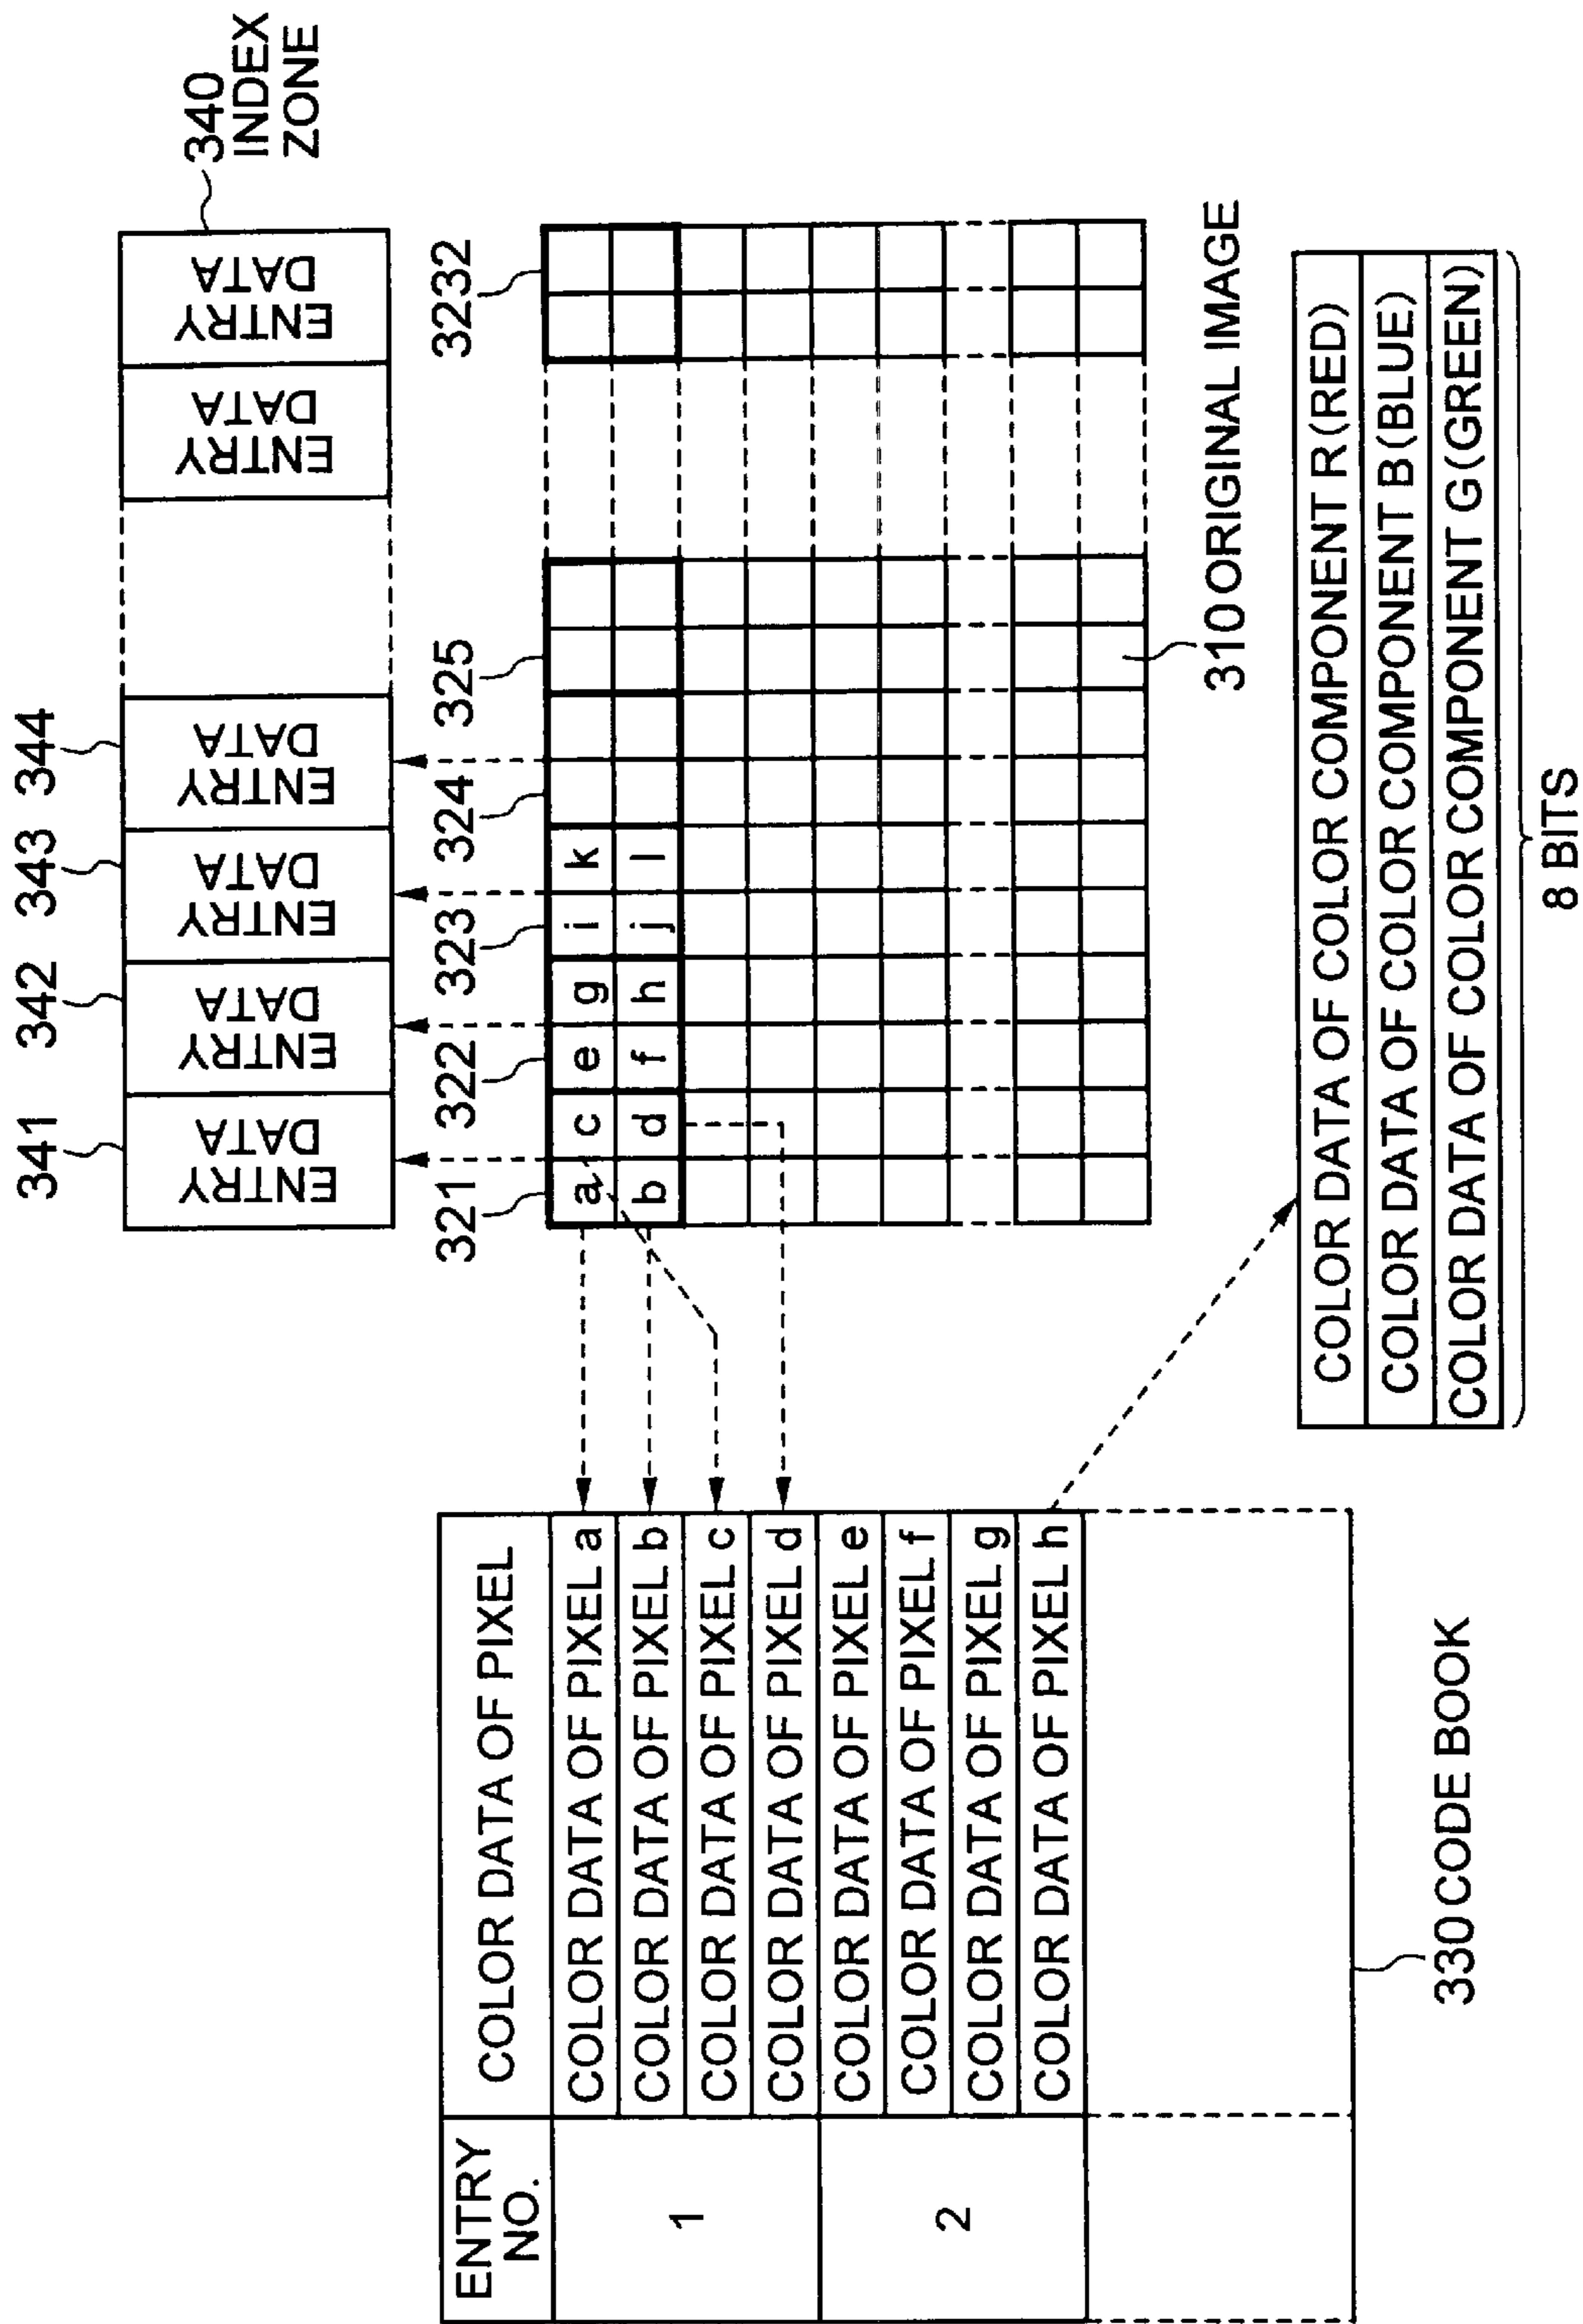 341
342
343
344
340
INDEX
ZONE
ENTRY
DATA
ENTRY
DATA
ENTRY
DATA
ENTRY
DATA
ENTRY
DATA
ENTRY
DATA
321
322
323
324
325
3232
a c e g i k
b d f h j l
310 ORIGINAL IMAGE
ENTRY
NO.
COLOR DATA OF PIXEL
1
COLOR DATA OF PIXEL a
COLOR DATA OF PIXEL b
COLOR DATA OF PIXEL c
COLOR DATA OF PIXEL d
2
COLOR DATA OF PIXEL e
COLOR DATA OF PIXEL f
COLOR DATA OF PIXEL g
COLOR DATA OF PIXEL h
330 CODE BOOK
COLOR DATA OF COLOR COMPONENT R(RED)
COLOR DATA OF COLOR COMPONENT B(BLUE)
COLOR DATA OF COLOR COMPONENT G(GREEN)
8 BITS